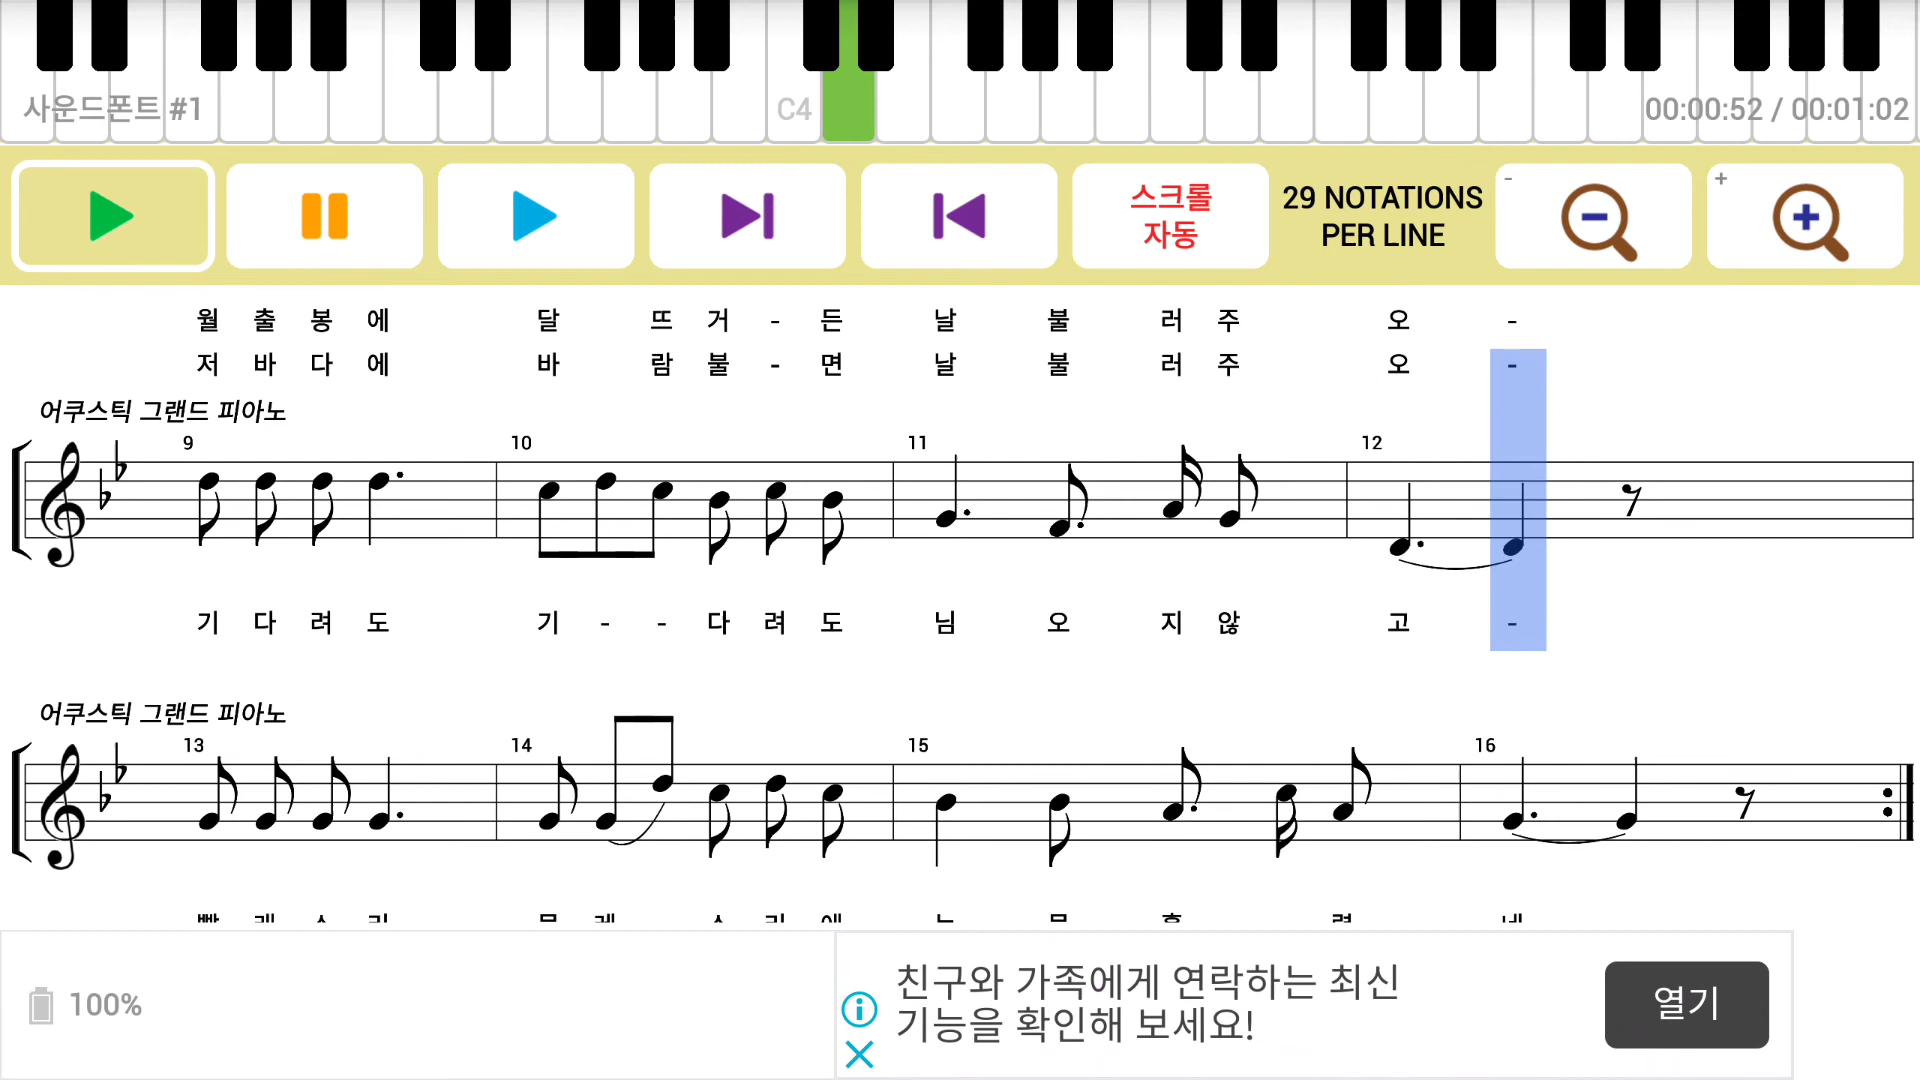 사운드폰트 #1
C4
00:00:52 / 00:01:02
스크롤
자동
29 NOTATIONS
PER LINE
-
+
월 출 봉 에 달 뜨 거 - 든 날 불 러 주 오 -
저 바 다 에 바 람 불 - 면 날 불 러 주 오 -
어쿠스틱 그랜드 피아노
9 10 11 12
기 다 려 도 기 - - 다 려 도 님 오 지 않 고 -
어쿠스틱 그랜드 피아노
13 14 15 16
100%
친구와 가족에게 연락하는 최신
기능을 확인해 보세요!
열기